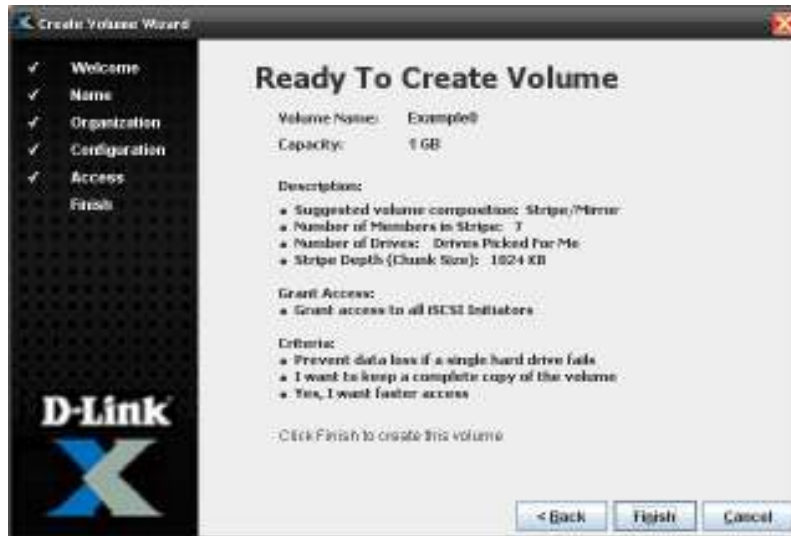 Create Volume Wizard
✓ Welcome
✓ Name
✓ Organization
✓ Configuration
✓ Access
Finish
D-Link
Ready To Create Volume
Volume Name: Example0
Capacity: 1 GB
Description:
• Suggested volume composition: Stripe/Mirror
• Number of Members in Stripe: 7
• Number of Drives: Drives Picked For Me
• Stripe Depth (Chunk Size): 1024 KB
Grant Access:
• Grant access to all iSCSI Initiators
Criteria:
• Prevent data loss if a single hard drive fails
• I want to keep a complete copy of the volume
• Yes, I want faster access
Click Finish to create this volume
< Back
Finish
Cancel